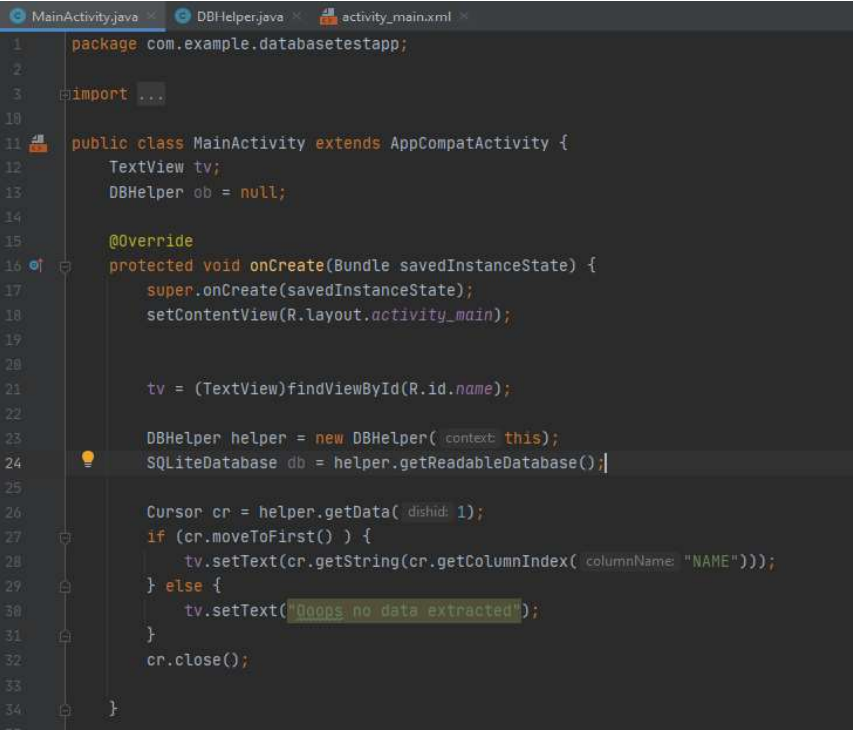 MainActivity.java × DBHelper.java × activity_main.xml ×
1 package com.example.databasetestapp;
2
3 import ...
10
11 public class MainActivity extends AppCompatActivity {
12 TextView tv;
13 DBHelper ob = null;
14
15 @Override
16 protected void onCreate(Bundle savedInstanceState) {
17 super.onCreate(savedInstanceState);
18 setContentView(R.layout.activity_main);
19
20
21 tv = (TextView)findViewById(R.id.name);
22
23 DBHelper helper = new DBHelper( context: this);
24 SQLiteDatabase db = helper.getReadableDatabase();
25
26 Cursor cr = helper.getData( dishid: 1);
27 if (cr.moveToFirst() ) {
28 tv.setText(cr.getString(cr.getColumnIndex( columnName: "NAME")));
29 } else {
30 tv.setText("Ooops no data extracted");
31 }
32 cr.close();
33
34 }